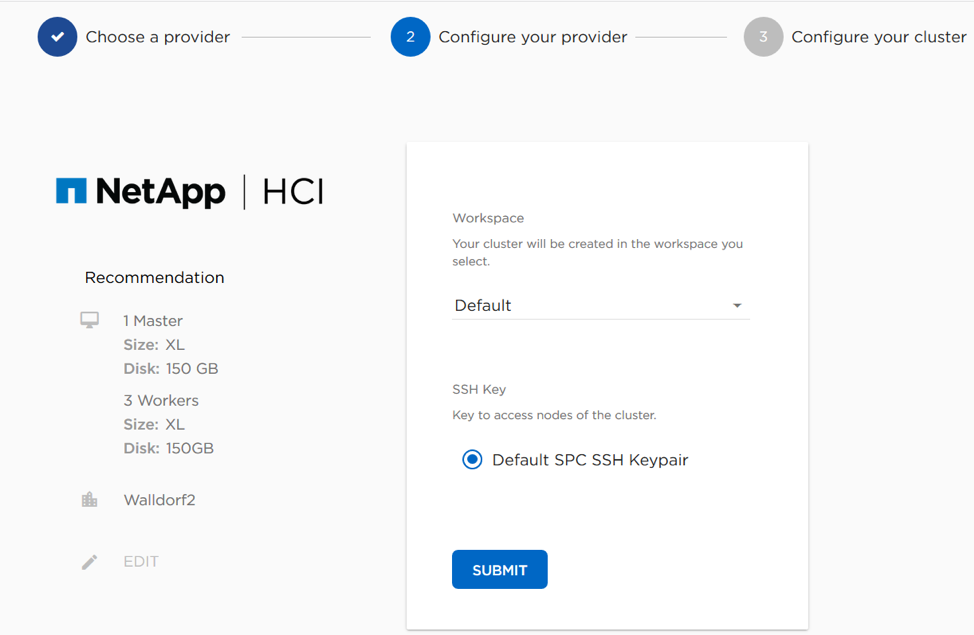 Choose a provider
2 Configure your provider
3 Configure your cluster
NetApp | HCI
Recommendation
1 Master
Size: XL
Disk: 150 GB
3 Workers
Size: XL
Disk: 150GB
Walldorf2
EDIT
Workspace
Your cluster will be created in the workspace you
select.
Default
SSH Key
Key to access nodes of the cluster.
Default SPC SSH Keypair
SUBMIT